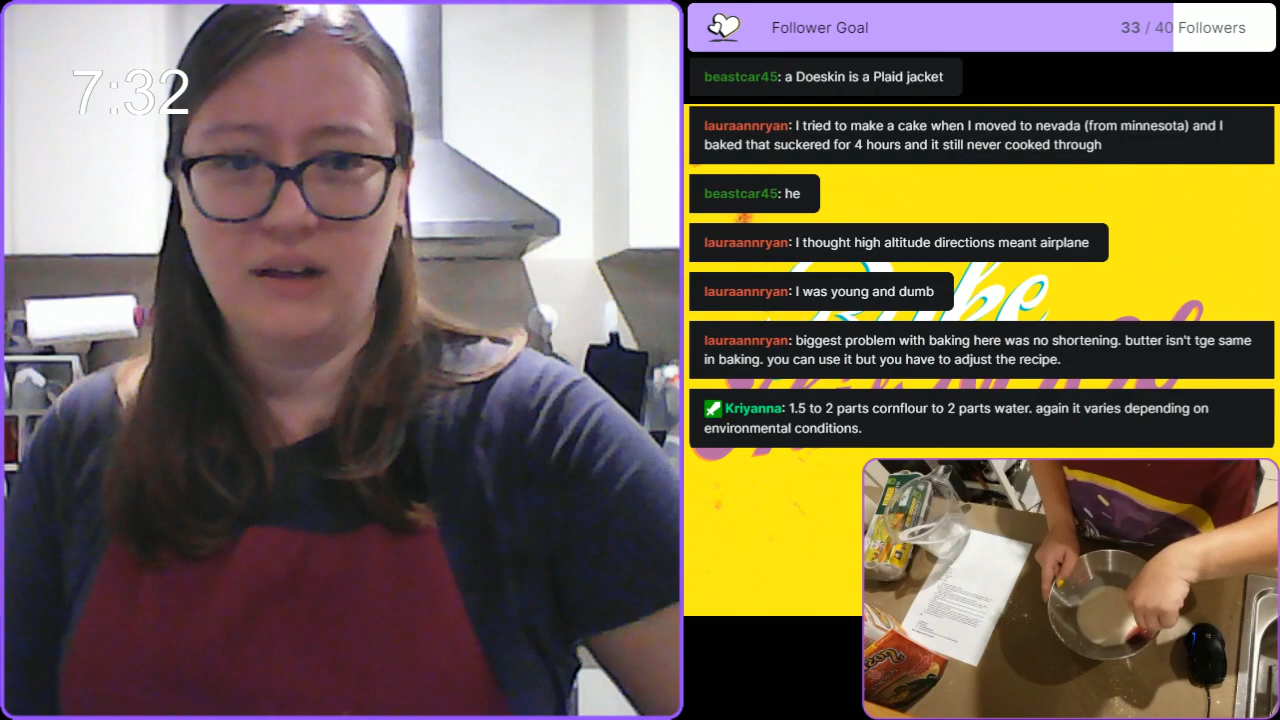 7:32
Follower Goal
33 / 40 Followers
beastcar45: a Doeskin is a Plaid jacket
lauraannryan: I tried to make a cake when I moved to nevada (from minnesota) and I
baked that suckered for 4 hours and it still never cooked through
beastcar45: he
lauraannryan: I thought high altitude directions meant airplane
lauraannryan: I was young and dumb
Bake
lauraannryan: biggest problem with baking here was no shortening. butter isn't tge same
in baking. you can use it but you have to adjust the recipe.
Kriyanna: 1.5 to 2 parts cornflour to 2 parts water. again it varies depending on
environmental conditions.